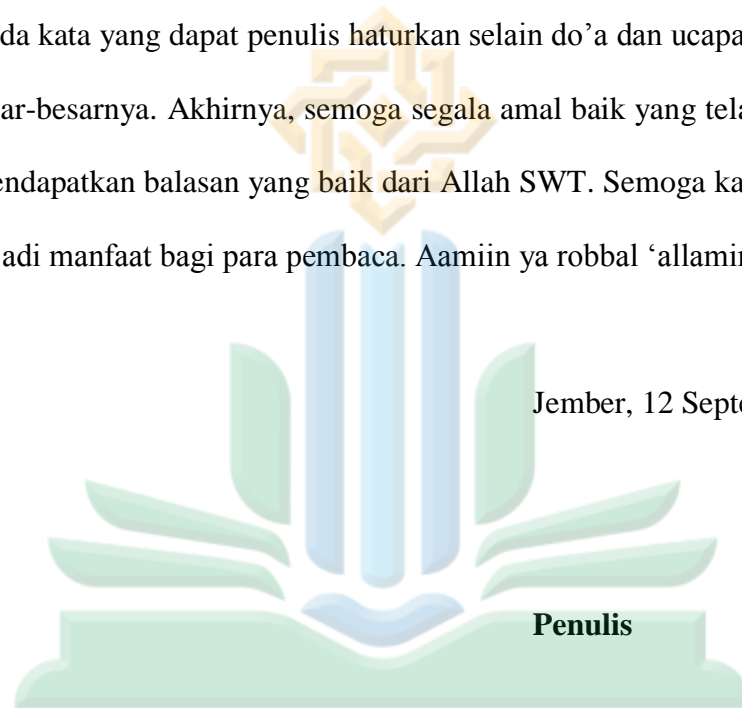 da kata yang dapat penulis haturkan selain do’a dan ucapa
ar-besarnya. Akhirnya, semoga segala amal baik yang tela
endapatkan balasan yang baik dari Allah SWT. Semoga ka
adi manfaat bagi para pembaca. Aamiin ya robbal ‘allamin
Jember, 12 Septe
Penulis